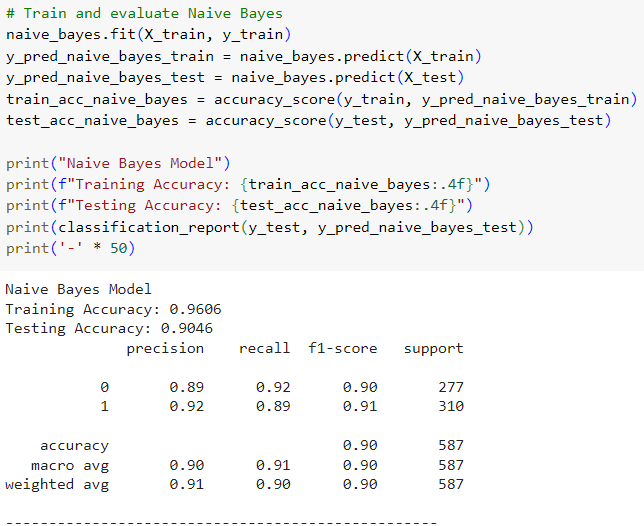 # Train and evaluate Naive Bayes
naive_bayes.fit(X_train, y_train)
y_pred_naive_bayes_train = naive_bayes.predict(X_train)
y_pred_naive_bayes_test = naive_bayes.predict(X_test)
train_acc_naive_bayes = accuracy_score(y_train, y_pred_naive_bayes_train)
test_acc_naive_bayes = accuracy_score(y_test, y_pred_naive_bayes_test)

print("Naive Bayes Model")
print(f"Training Accuracy: {train_acc_naive_bayes:.4f}")
print(f"Testing Accuracy: {test_acc_naive_bayes:.4f}")
print(classification_report(y_test, y_pred_naive_bayes_test))
print('-' * 50)

Naive Bayes Model
Training Accuracy: 0.9606
Testing Accuracy: 0.9046
              precision    recall  f1-score   support

           0       0.89      0.92      0.90       277
           1       0.92      0.89      0.91       310

    accuracy                           0.90       587
   macro avg       0.90      0.91      0.90       587
weighted avg       0.91      0.90      0.90       587

--------------------------------------------------